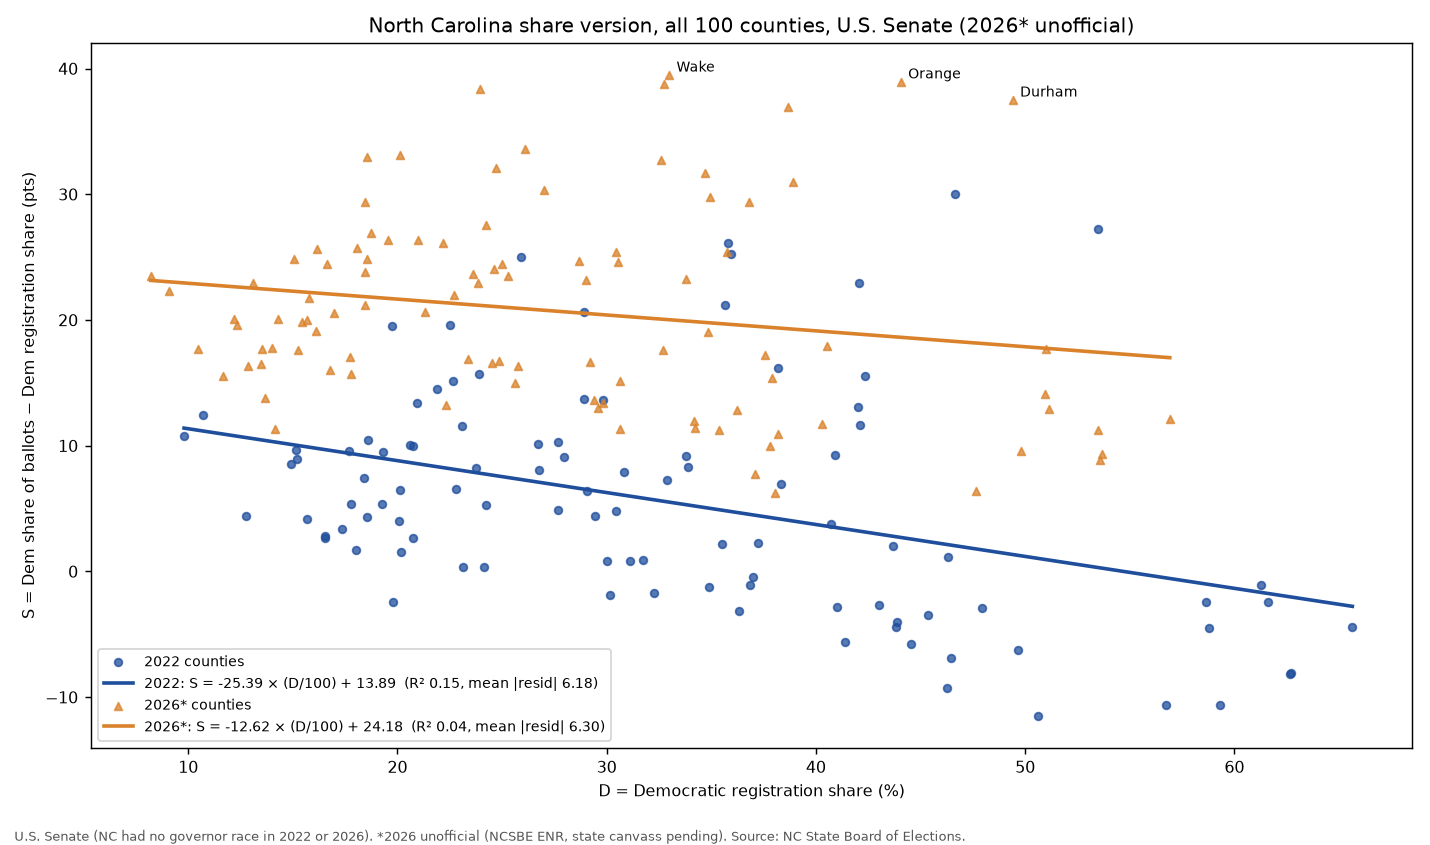 North Carolina share version, all 100 counties, U.S. Senate (2026* unofficial)
S = Dem share of ballots − Dem registration share (pts)
40
30
20
10
0
−10
Wake
Orange
Durham
2022 counties
2022: S = -25.39 × (D/100) + 13.89 (R² 0.15, mean |resid| 6.18)
2026* counties
2026*: S = -12.62 × (D/100) + 24.18 (R² 0.04, mean |resid| 6.30)
10 20 30 40 50 60
D = Democratic registration share (%)
U.S. Senate (NC had no governor race in 2022 or 2026). *2026 unofficial (NCSBE ENR, state canvass pending). Source: NC State Board of Elections.